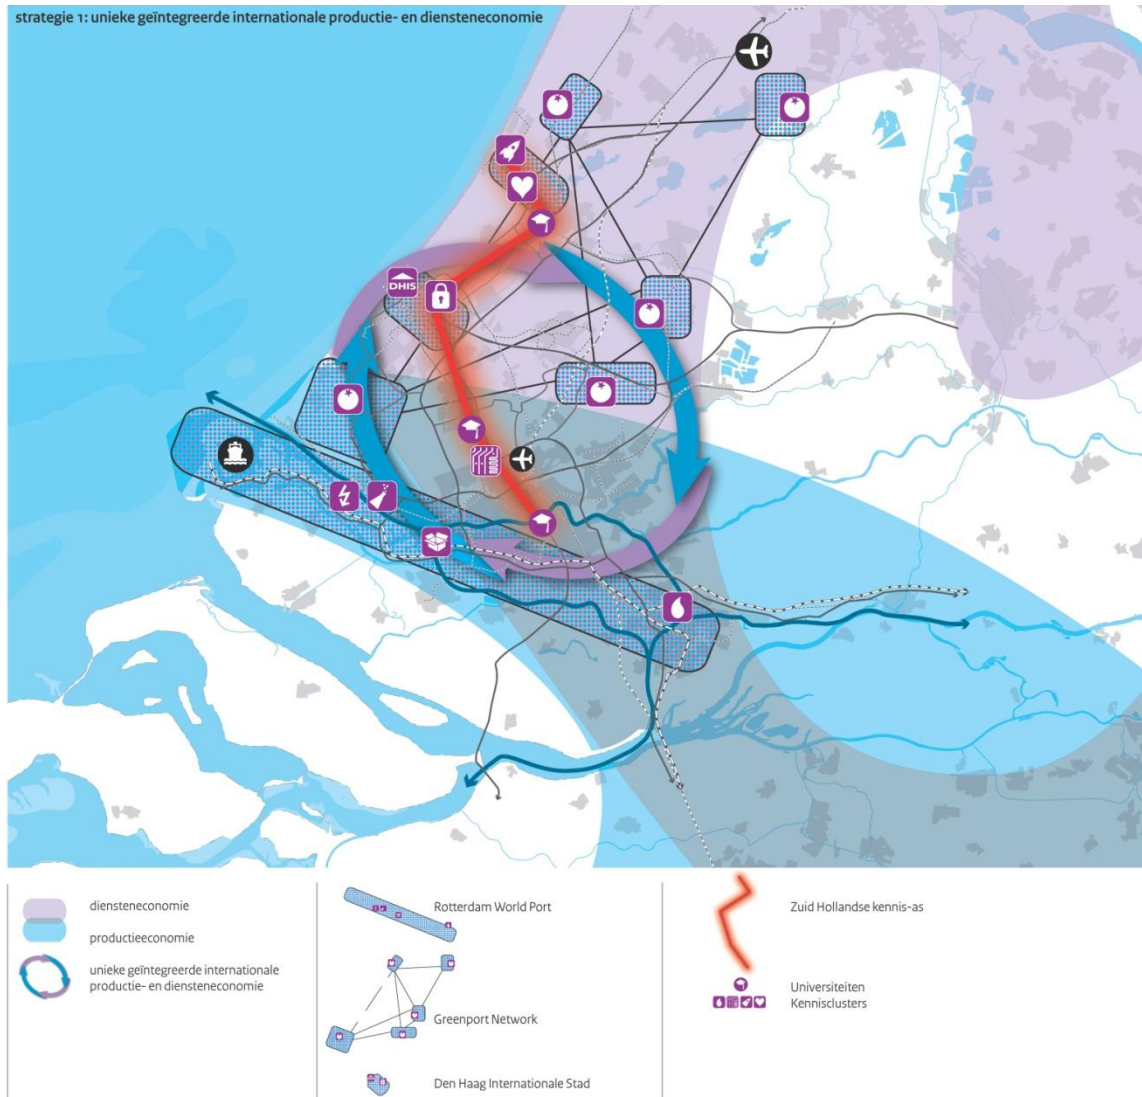 strategie 1: unieke geïntegreerde internationale productie- en diensteneconomie
DHIS
diensteneconomie
productieeconomie
unieke geïntegreerde internationale
productie- en diensteneconomie
Rotterdam World Port
Greenport Network
Den Haag Internationale Stad
Zuid Hollandse kennis-as
Universiteiten
Kennisclusters